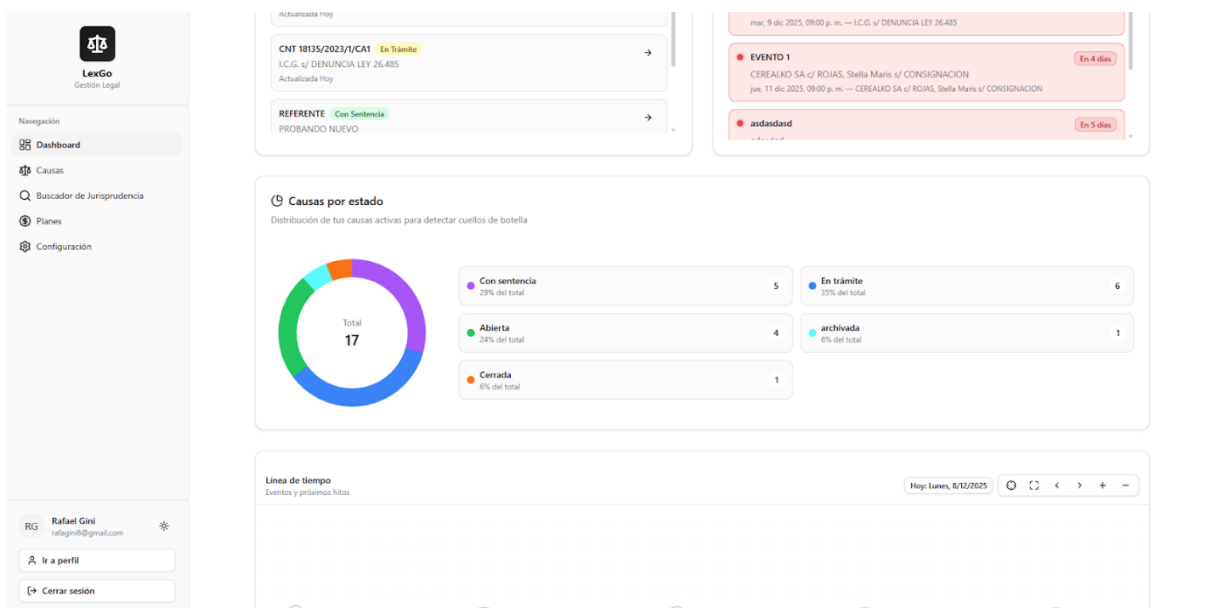 LexGo
Gestión Legal
Navegación
Dashboard
Causas
Buscador de Jurisprudencia
Planes
Configuración
RG
Rafael Gini
rafagini6@gmail.com
Ir a perfil
Cerrar sesión
Actualizada Hoy
CNT 18135/2023/1/CA1 En Trámite
I.C.G. s/ DENUNCIA LEY 26.485
Actualizada Hoy
REFERENTE Con Sentencia
PROBANDO NUEVO
mar, 9 dic 2025, 09:00 p. m. — I.C.G. s/ DENUNCIA LEY 26.485
EVENTO 1 En 4 días
CEREALKO SA c/ ROJAS, Stella Maris s/ CONSIGNACION
jue, 11 dic 2025, 09:00 p. m. — CEREALKO SA c/ ROJAS, Stella Maris s/ CONSIGNACION
asdasdasd En 5 días
Causas por estado
Distribución de tus causas activas para detectar cuellos de botella
Total
17
Con sentencia 5
29% del total
En trámite 6
35% del total
Abierta 4
24% del total
archivada 1
6% del total
Cerrada 1
6% del total
Línea de tiempo
Eventos y próximos hitos
Hoy: Lunes, 8/12/2025